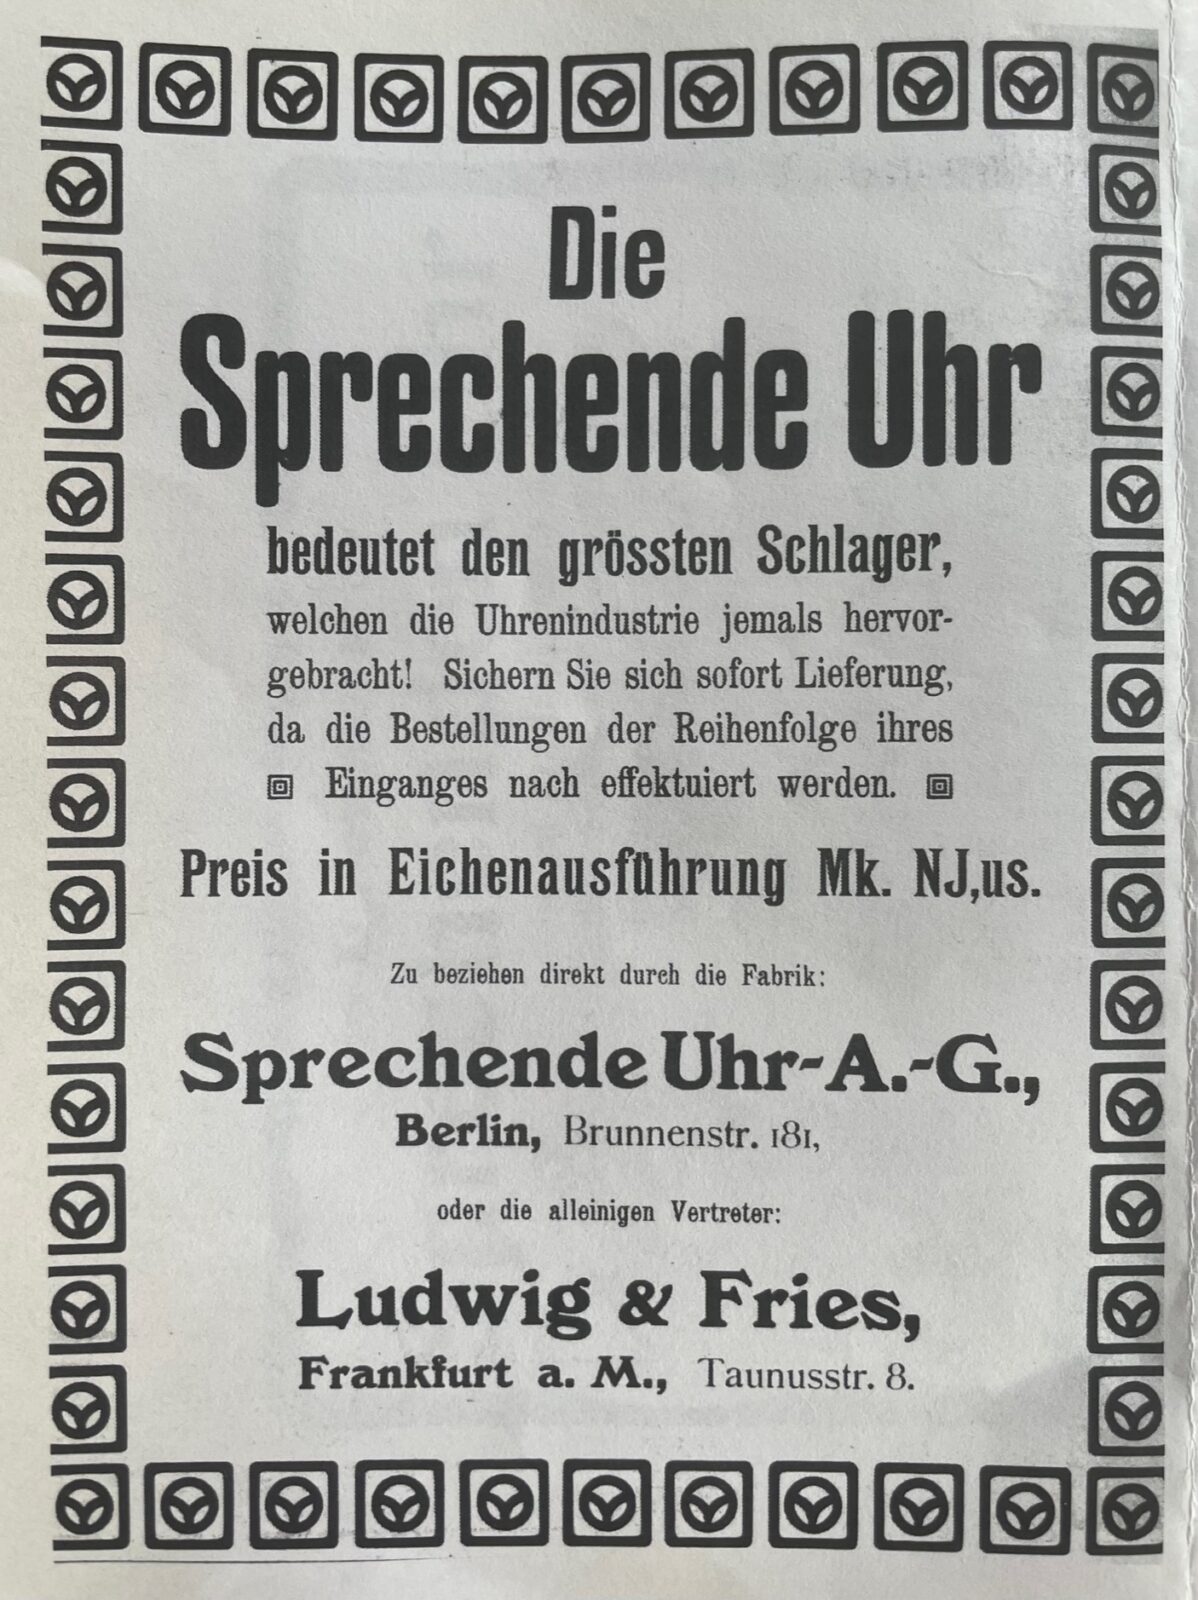 Die
Sprechende Uhr
bedeutet den grössten Schlager,
welchen die Uhrenindustrie jemals hervor-
gebracht! Sichern Sie sich sofort Lieferung,
da die Bestellungen der Reihenfolge ihres
Einganges nach effektuiert werden.
Preis in Eichenausführung Mk. NJ,us.
Zu beziehen direkt durch die Fabrik:
Sprechende Uhr-A.-G.,
Berlin, Brunnenstr. 181,
oder die alleinigen Vertreter:
Ludwig & Fries,
Frankfurt a. M., Taunusstr. 8.